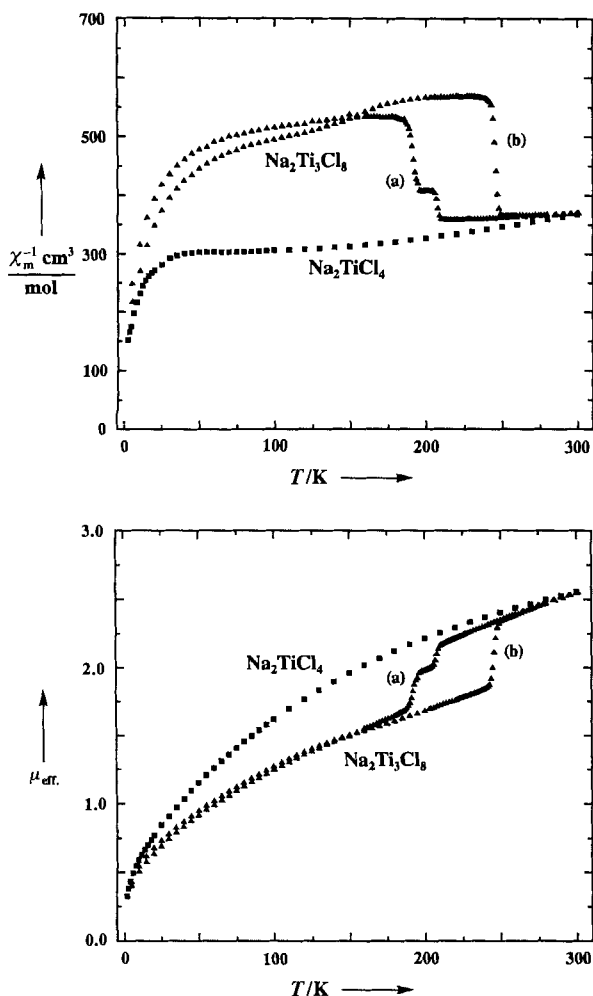 700
500
300
100
0
χm⁻¹ cm³
mol
Na₂Ti₃Cl₈
(a)
(b)
Na₂TiCl₄
0 100 200 300
T/K
3.0
2.0
1.0
0.0
μeff.
Na₂TiCl₄
(a)
(b)
Na₂Ti₃Cl₈
0 100 200 300
T/K